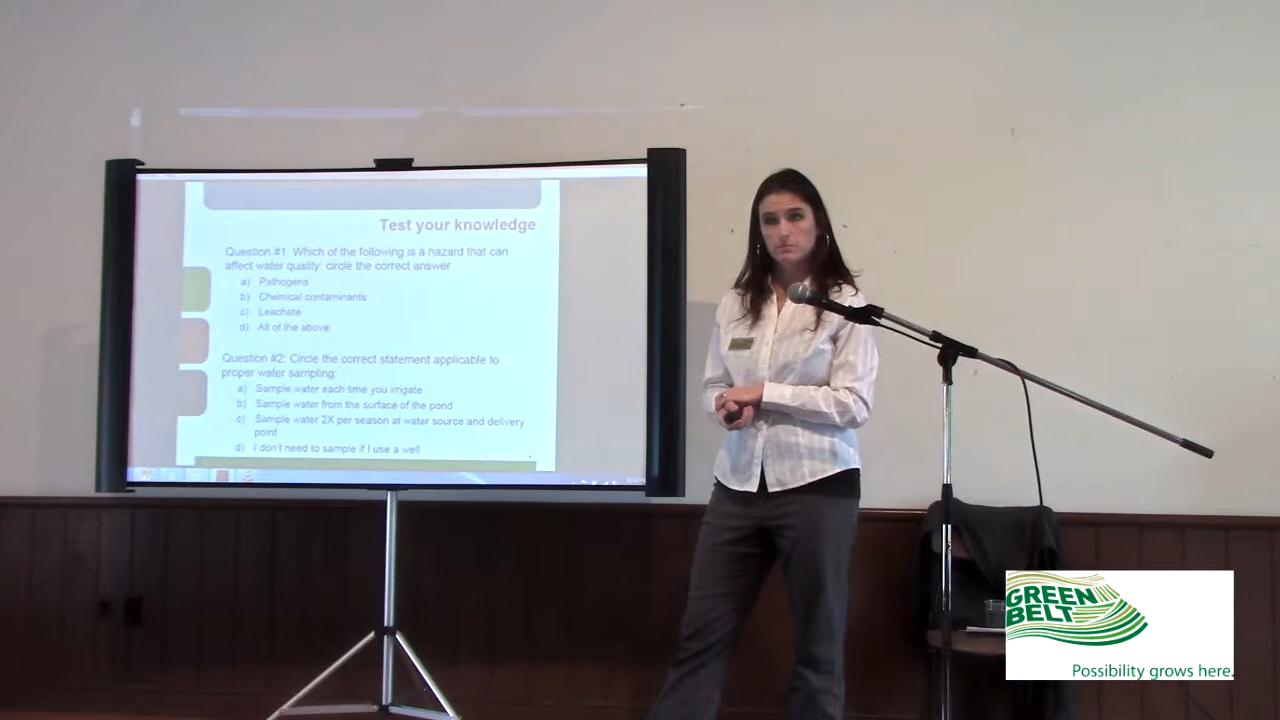 Test your knowledge
Question #1: Which of the following is a hazard that can
affect water quality: circle the correct answer
a) Pathogens
b) Chemical contaminants
c) Leachate
d) All of the above
Question #2: Circle the correct statement applicable to
proper water sampling:
a) Sample water each time you irrigate
b) Sample water from the surface of the pond
c) Sample water 2X per season at water source and delivery
point
d) I don't need to sample if I use a well
GREEN
BELT
Possibility grows here.